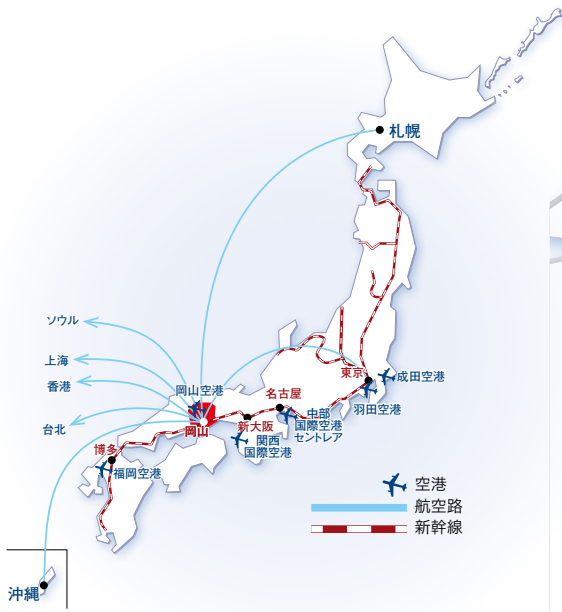 札幌
ソウル
上海
香港
台北
岡山空港
岡山
東京
成田空港
羽田空港
名古屋
新大阪
中部
国際空港
セントレア
関西
国際空港
博多
福岡空港
沖縄
空港
航空路
新幹線